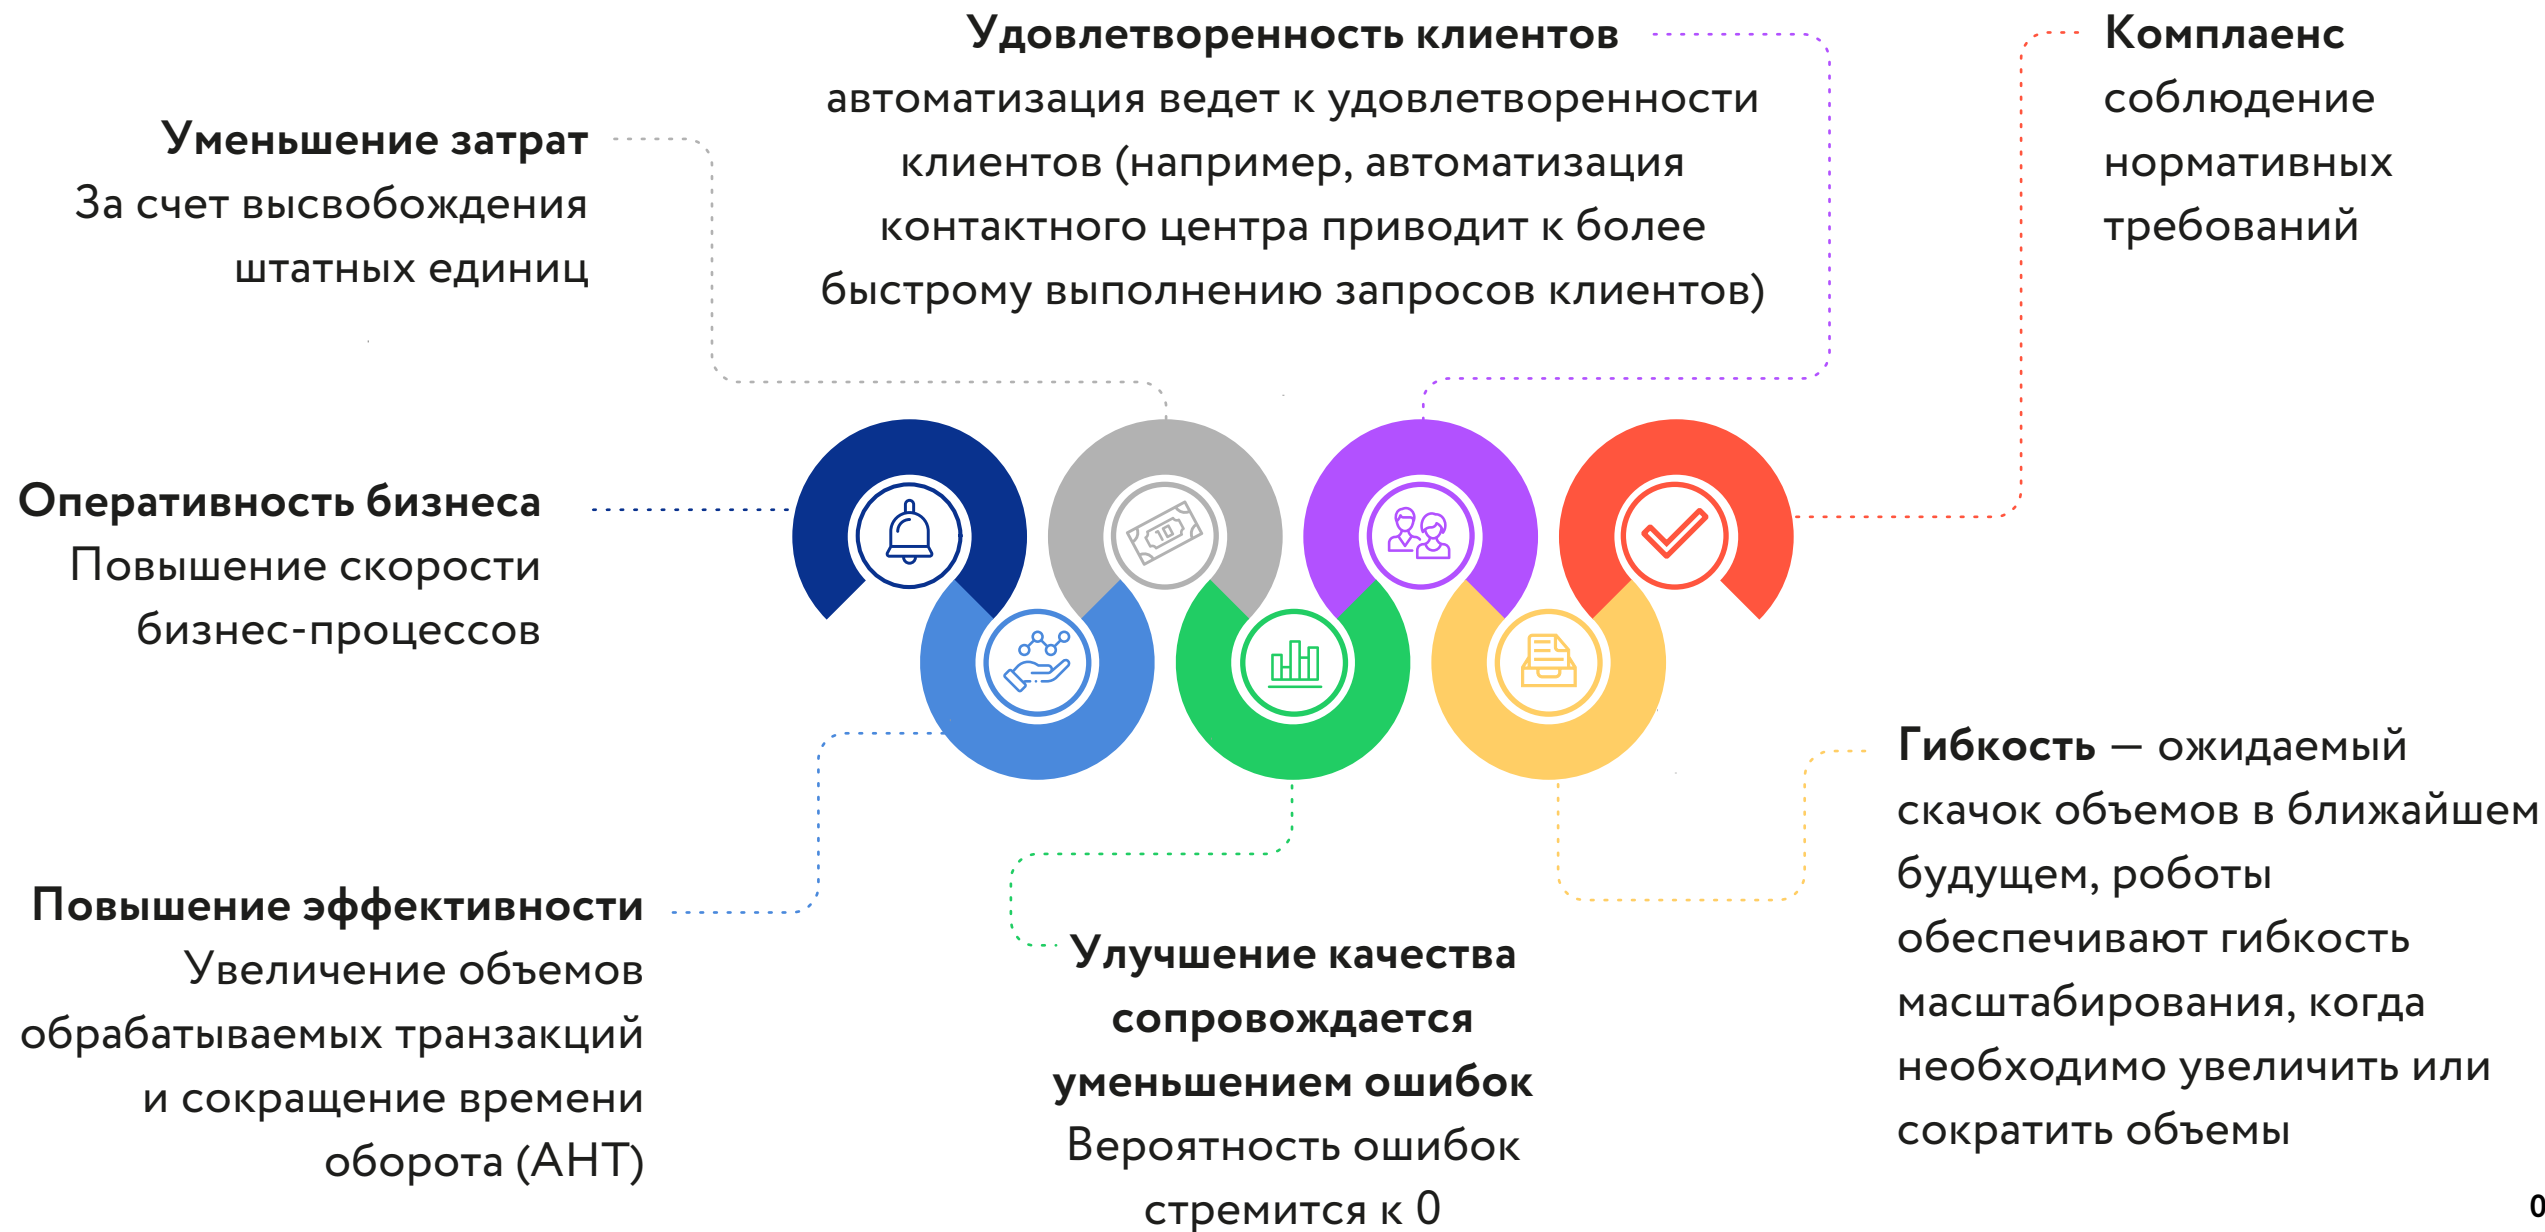 Удовлетворенность клиентов
автоматизация ведет к удовлетворенности
клиентов (например, автоматизация
контактного центра приводит к более
быстрому выполнению запросов клиентов)
Комплаенс
соблюдение
нормативных
требований
Уменьшение затрат
За счет высвобождения
штатных единиц
Оперативность бизнеса
Повышение скорости
бизнес-процессов
10
Повышение эффективности
Увеличение объемов
обрабатываемых транзакций
и сокращение времени
оборота (AHT)
Улучшение качества
сопровождается
уменьшением ошибок
Вероятность ошибок
стремится к 0
Гибкость — ожидаемый
скачок объемов в ближайшем
будущем, роботы
обеспечивают гибкость
масштабирования, когда
необходимо увеличить или
сократить объемы
0